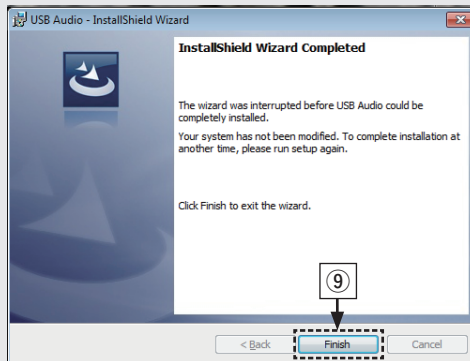 USB Audio - InstallShield Wizard
InstallShield Wizard Completed
The wizard was interrupted before USB Audio could be
completely installed.
Your system has not been modified. To complete installation at
another time, please run setup again.
Click Finish to exit the wizard.
⑨
< Back Finish Cancel